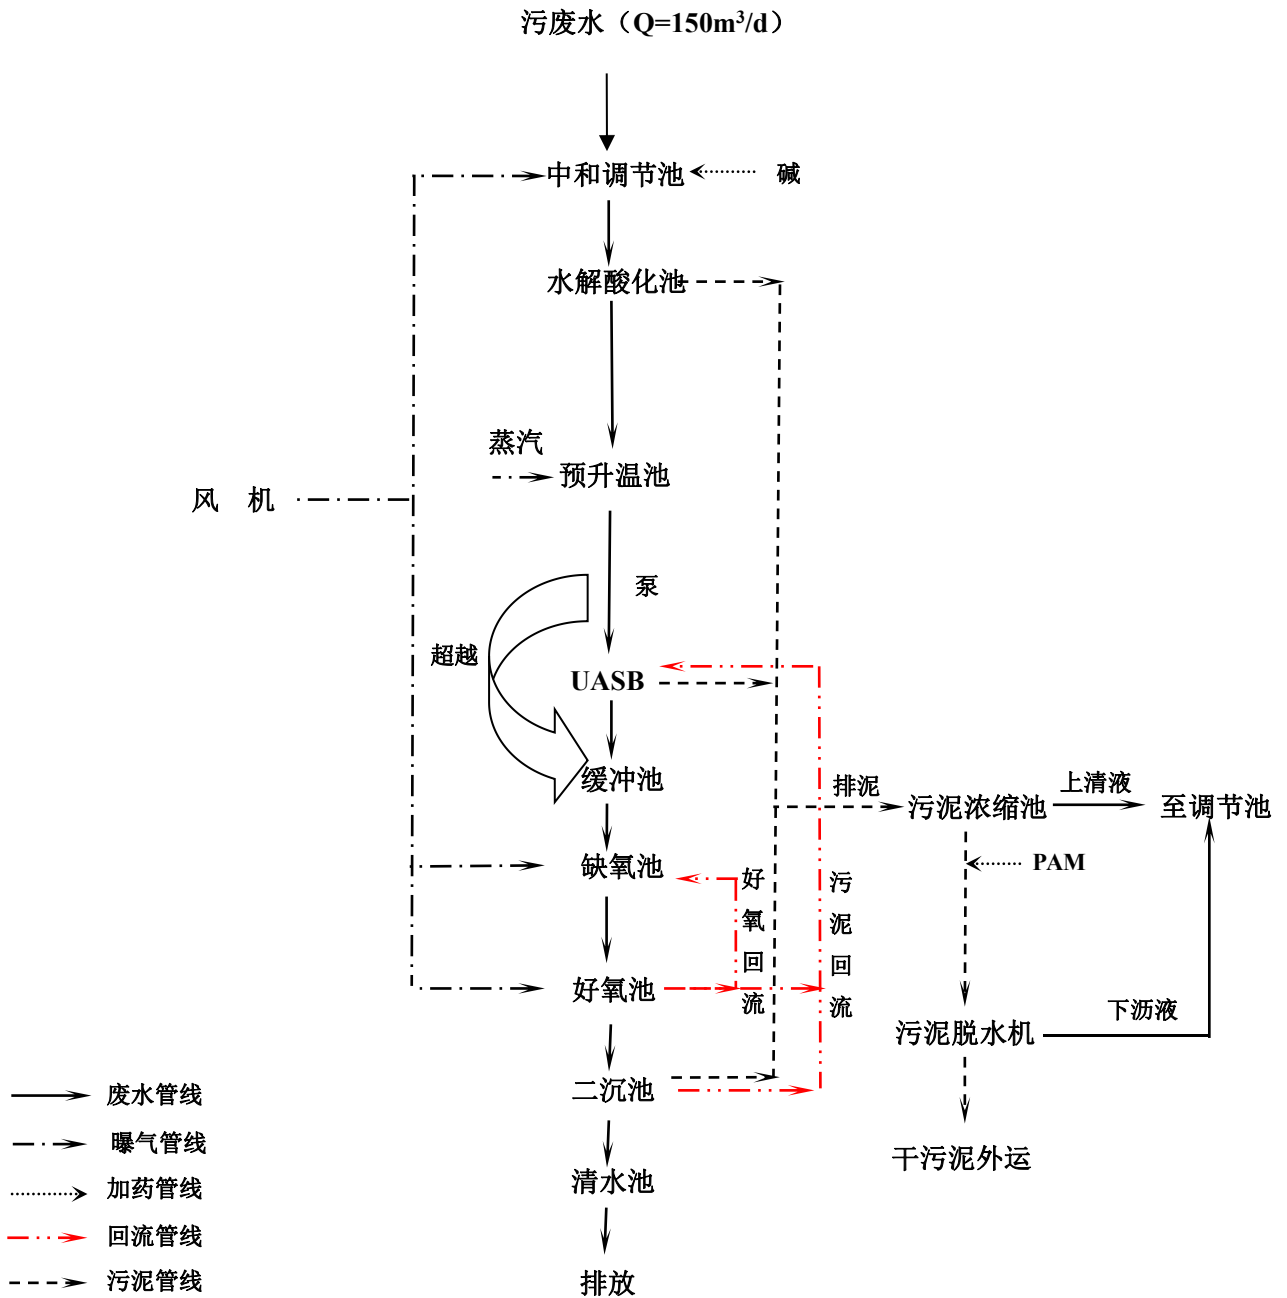 污废水（Q=150m³/d）
中和调节池
碱
水解酸化池
蒸汽
预升温池
风 机
泵
超越
UASB
缓冲池
排泥
污泥浓缩池
上清液
至调节池
缺氧池
PAM
好氧回流
污泥回流
好氧池
污泥脱水机
下沥液
二沉池
干污泥外运
清水池
排放
废水管线
曝气管线
加药管线
回流管线
污泥管线